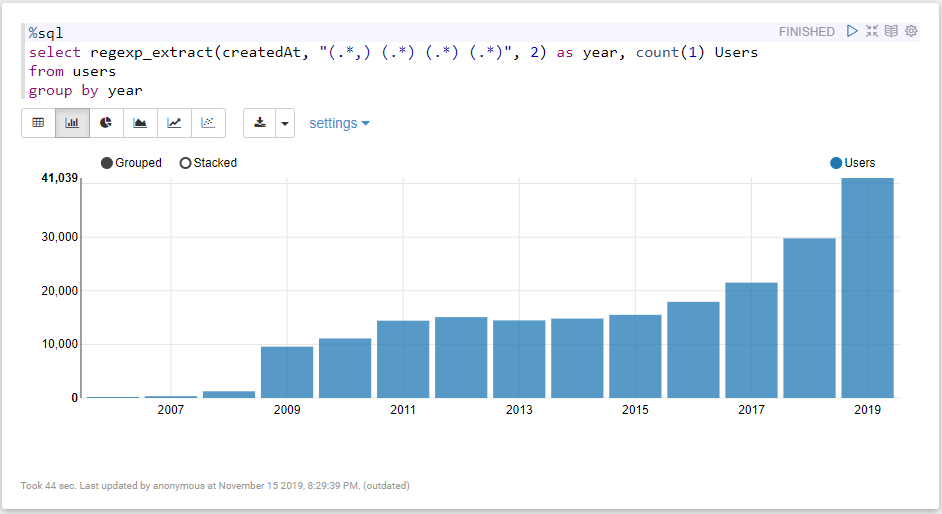 %sql
FINISHED
select regexp_extract(createdAt, "(.*,) (.*) (.*) (.*)", 2) as year, count(1) Users
from users
group by year
settings
Grouped Stacked
Users
41,039
30,000
20,000
10,000
0
2007 2009 2011 2013 2015 2017 2019
Took 44 sec. Last updated by anonymous at November 15 2019, 8:29:39 PM. (outdated)